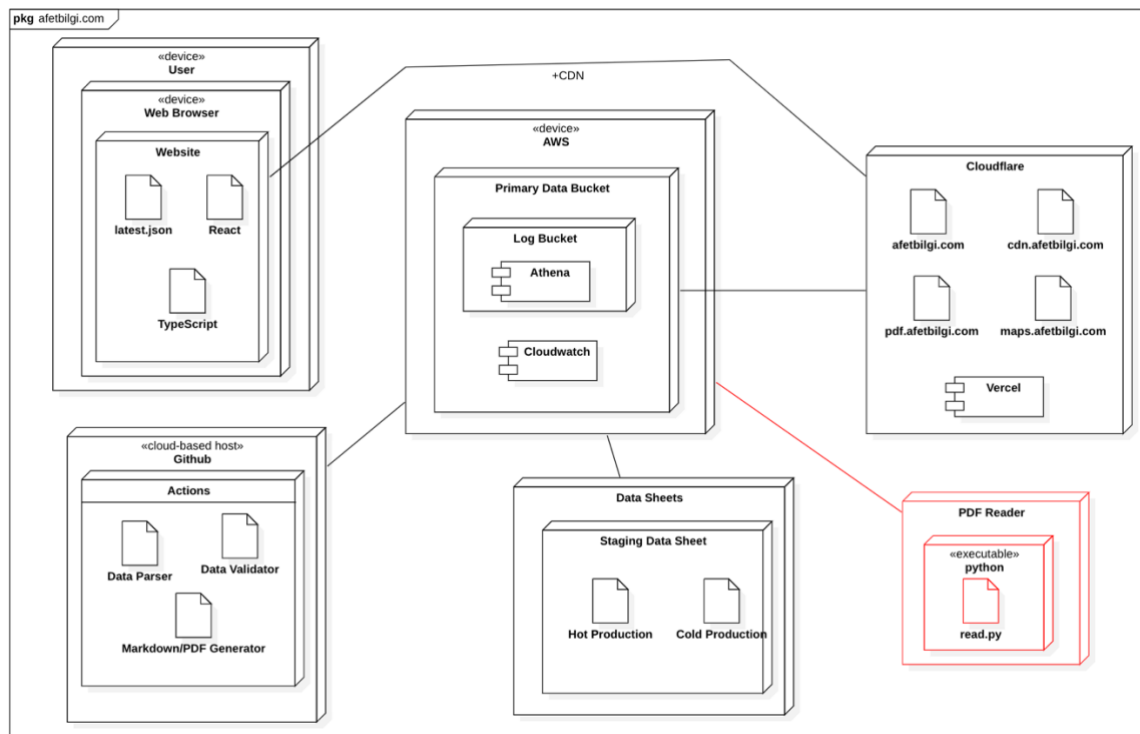 pkg afetbilgi.com
«device»
User
«device»
Web Browser
Website
latest.json
React
TypeScript
+CDN
«device»
AWS
Primary Data Bucket
Log Bucket
Athena
Cloudwatch
Cloudflare
afetbilgi.com
cdn.afetbilgi.com
pdf.afetbilgi.com
maps.afetbilgi.com
Vercel
«cloud-based host»
Github
Actions
Data Parser
Data Validator
Markdown/PDF Generator
Data Sheets
Staging Data Sheet
Hot Production
Cold Production
PDF Reader
«executable»
python
read.py